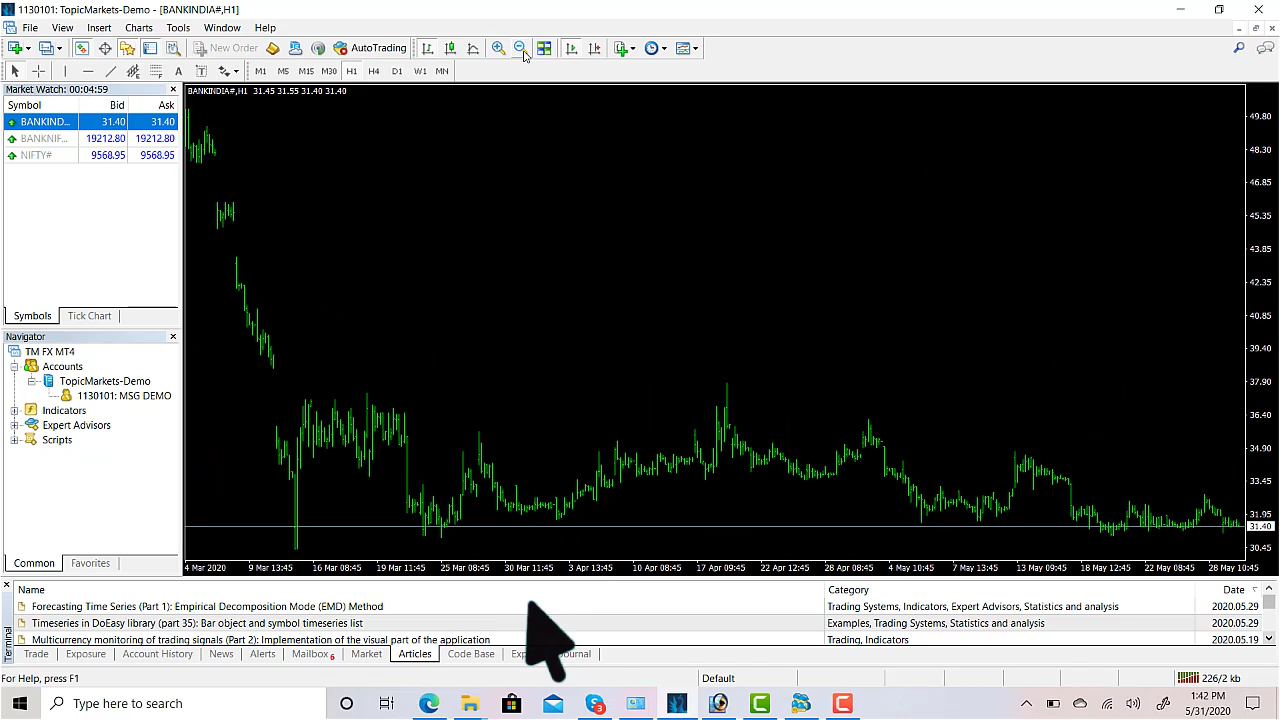 1130101: TopicMarkets-Demo - [BANKINDIA#,H1]
File View Insert Charts Tools Window Help
New Order AutoTrading
A T M1 M5 M15 M30 H1 H4 D1 W1 MN
Market Watch: 00:04:59
Symbol Bid Ask
BANKIND... 31.40 31.40
BANKNIF... 19212.80 19212.80
NIFTY# 9568.95 9568.95
Symbols Tick Chart
Navigator
TM FX MT4
Accounts
TopicMarkets-Demo
1130101: MSG DEMO
Indicators
Expert Advisors
Scripts
Common Favorites
BANKINDIA#,H1 31.45 31.55 31.40 31.40
49.80
48.30
46.85
45.35
43.85
42.35
40.85
39.40
37.90
36.40
34.90
33.45
31.95
31.40
30.45
4 Mar 2020 9 Mar 13:45 16 Mar 08:45 19 Mar 11:45 25 Mar 08:45 30 Mar 11:45 3 Apr 13:45 10 Apr 08:45 17 Apr 09:45 22 Apr 12:45 28 Apr 08:45 4 May 10:45 7 May 13:45 13 May 09:45 18 May 12:45 22 May 08:45 28 May 10:45
Name Category Date
Forecasting Time Series (Part 1): Empirical Decomposition Mode (EMD) Method Trading Systems, Indicators, Expert Advisors, Statistics and analysis 2020.05.29
Timeseries in DoEasy library (part 35): Bar object and symbol timeseries list Examples, Trading Systems, Statistics and analysis 2020.05.29
Multicurrency monitoring of trading signals (Part 2): Implementation of the visual part of the application Trading, Indicators 2020.05.19
Terminal
Trade Exposure Account History News Alerts Mailbox 6 Market Articles Code Base
For Help, press F1 Default 226/2 kb
Type here to search
1:42 PM
5/31/2020